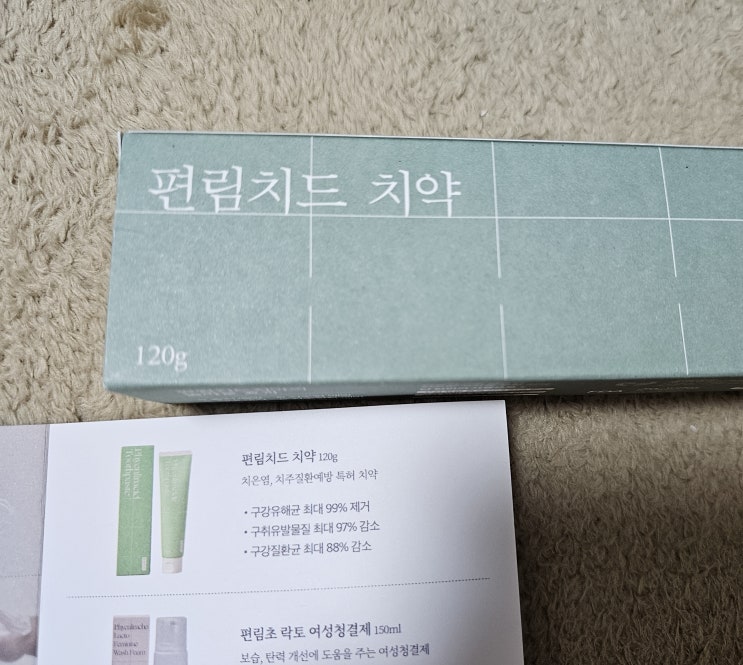 편림치드 치약
120g
편림치드 치약 120g
치은염, 치주질환예방 특허 치약
• 구강유해균 최대 99% 제거
• 구취유발물질 최대 97% 감소
• 구강질환균 최대 88% 감소
편림초 락토 여성청결제 150ml
보습, 탄력 개선에 도움을 주는 여성청결제
Lacto
Feminine
Wash Foam